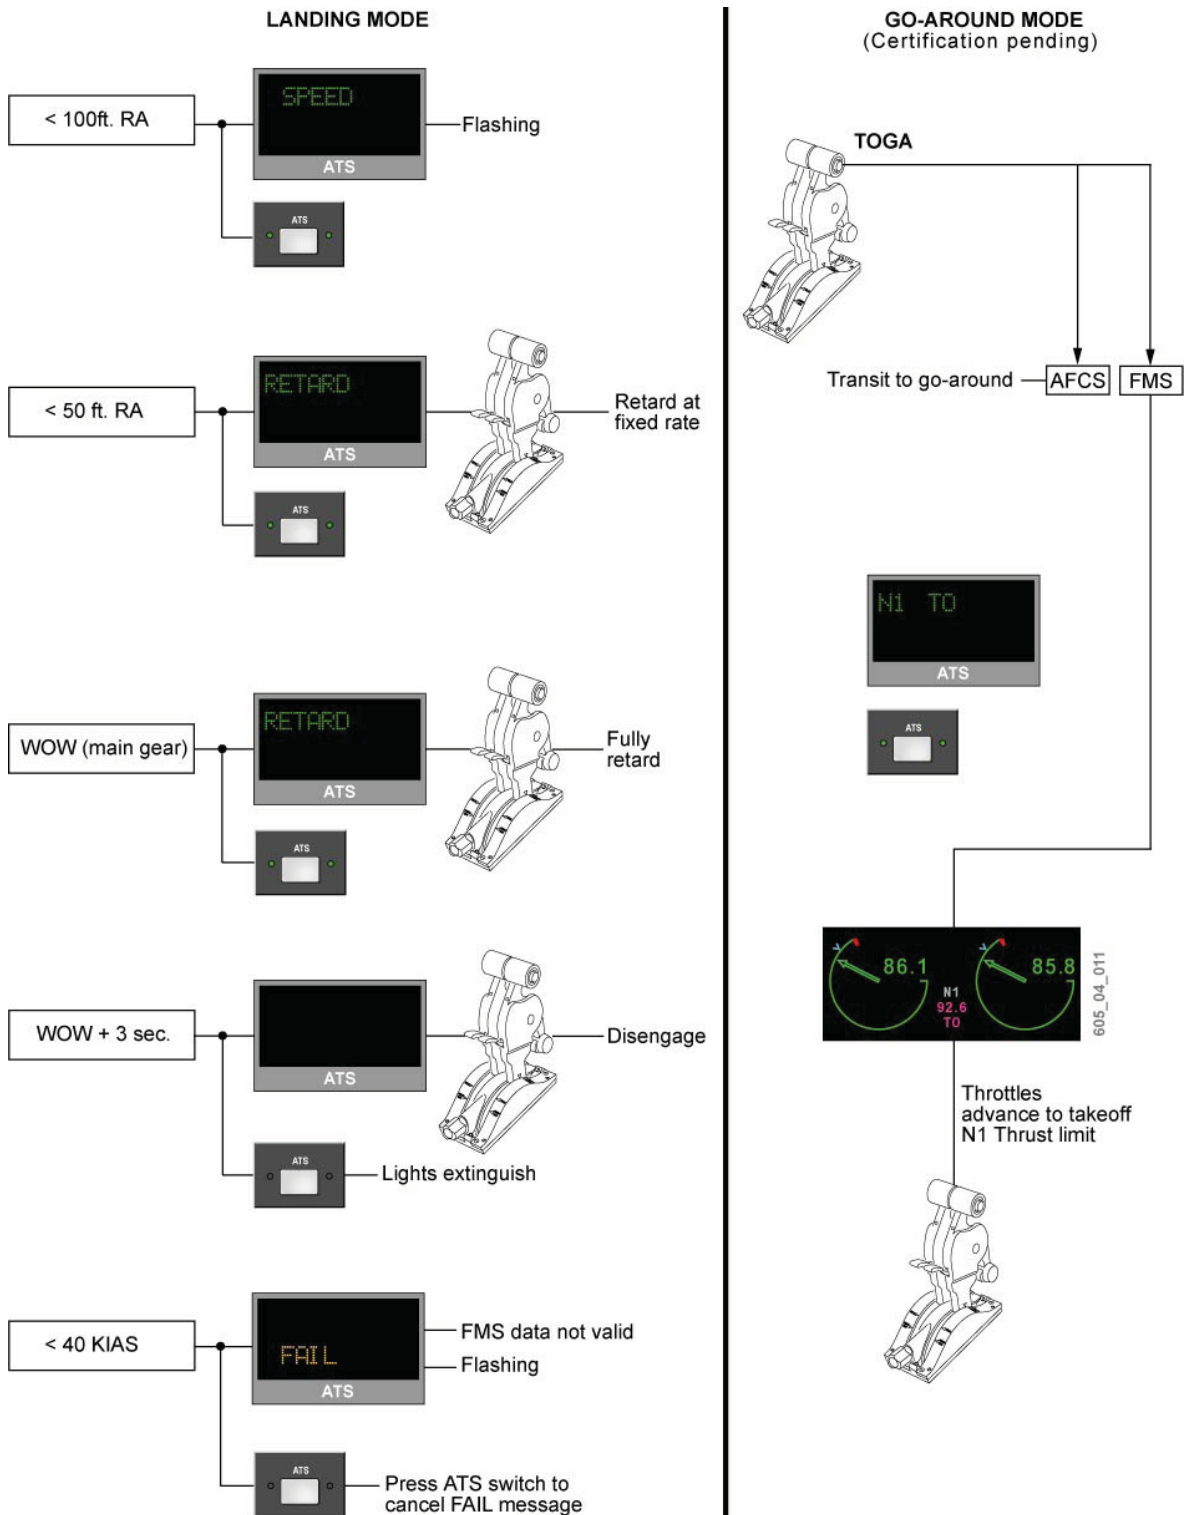 LANDING MODE
< 100ft. RA
SPEED
ATS
Flashing
ATS
< 50 ft. RA
RETARD
ATS
Retard at
fixed rate
ATS
WOW (main gear)
RETARD
ATS
Fully
retard
ATS
WOW + 3 sec.
ATS
Disengage
ATS
Lights extinguish
< 40 KIAS
FAIL
ATS
FMS data not valid
Flashing
ATS
Press ATS switch to
cancel FAIL message
GO-AROUND MODE
(Certification pending)
TOGA
Transit to go-around
AFCS
FMS
N1 TO
ATS
ATS
86.1
85.8
N1
92.6
TO
605_04_011
Throttles
advance to takeoff
N1 Thrust limit